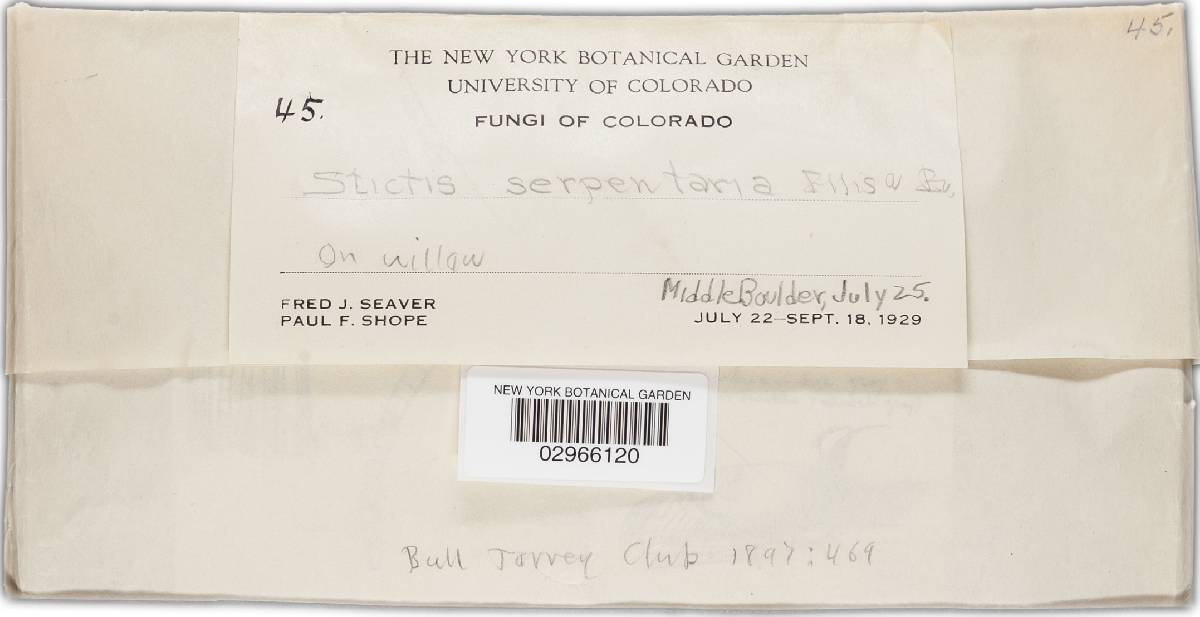 45.
THE NEW YORK BOTANICAL GARDEN
UNIVERSITY OF COLORADO
45.
FUNGI OF COLORADO
Stictis serpentaria Ellis & Ev.
On willow
Middle Boulder, July 25.
FRED J. SEAVER
PAUL F. SHOPE
JULY 22-SEPT. 18, 1929
NEW YORK BOTANICAL GARDEN
02966120
Bull Torrey Club 1897:469